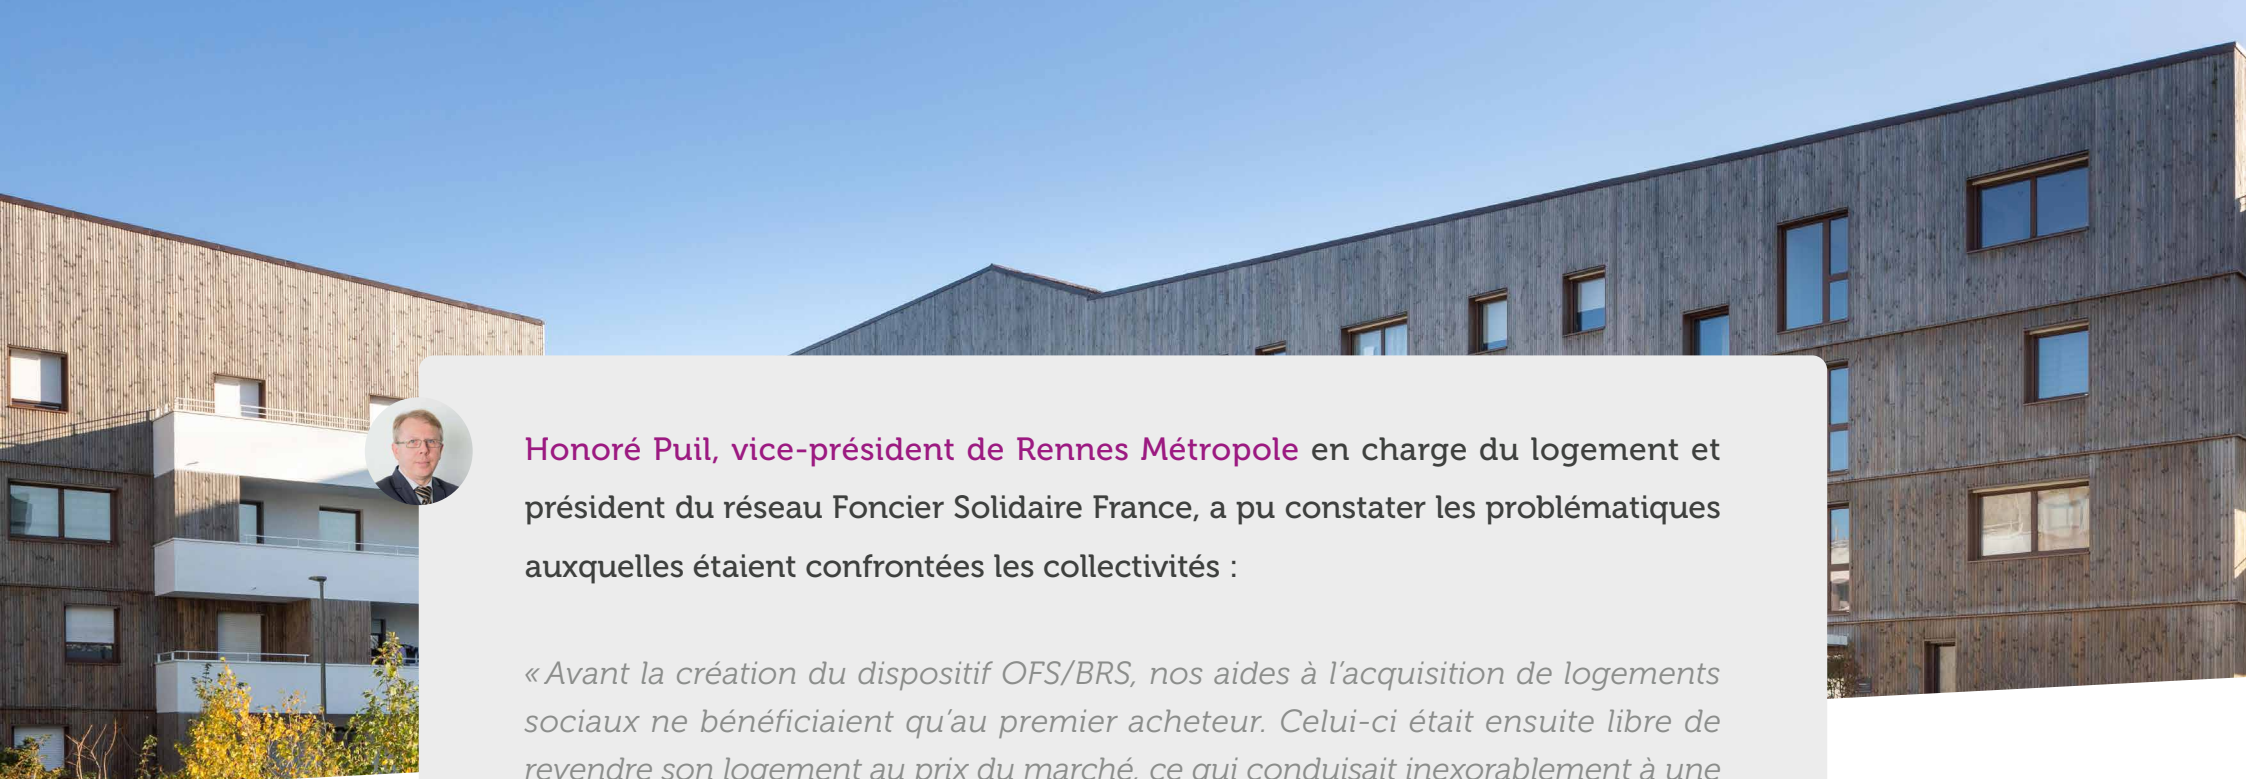 Honoré Puil, vice-président de Rennes Métropole en charge du logement et
président du réseau Foncier Solidaire France, a pu constater les problématiques
auxquelles étaient confrontées les collectivités :
« Avant la création du dispositif OFS/BRS, nos aides à l’acquisition de logements
sociaux ne bénéficiaient qu’au premier acheteur. Celui-ci était ensuite libre de
revendre son logement au prix du marché, ce qui conduisait inexorablement à une